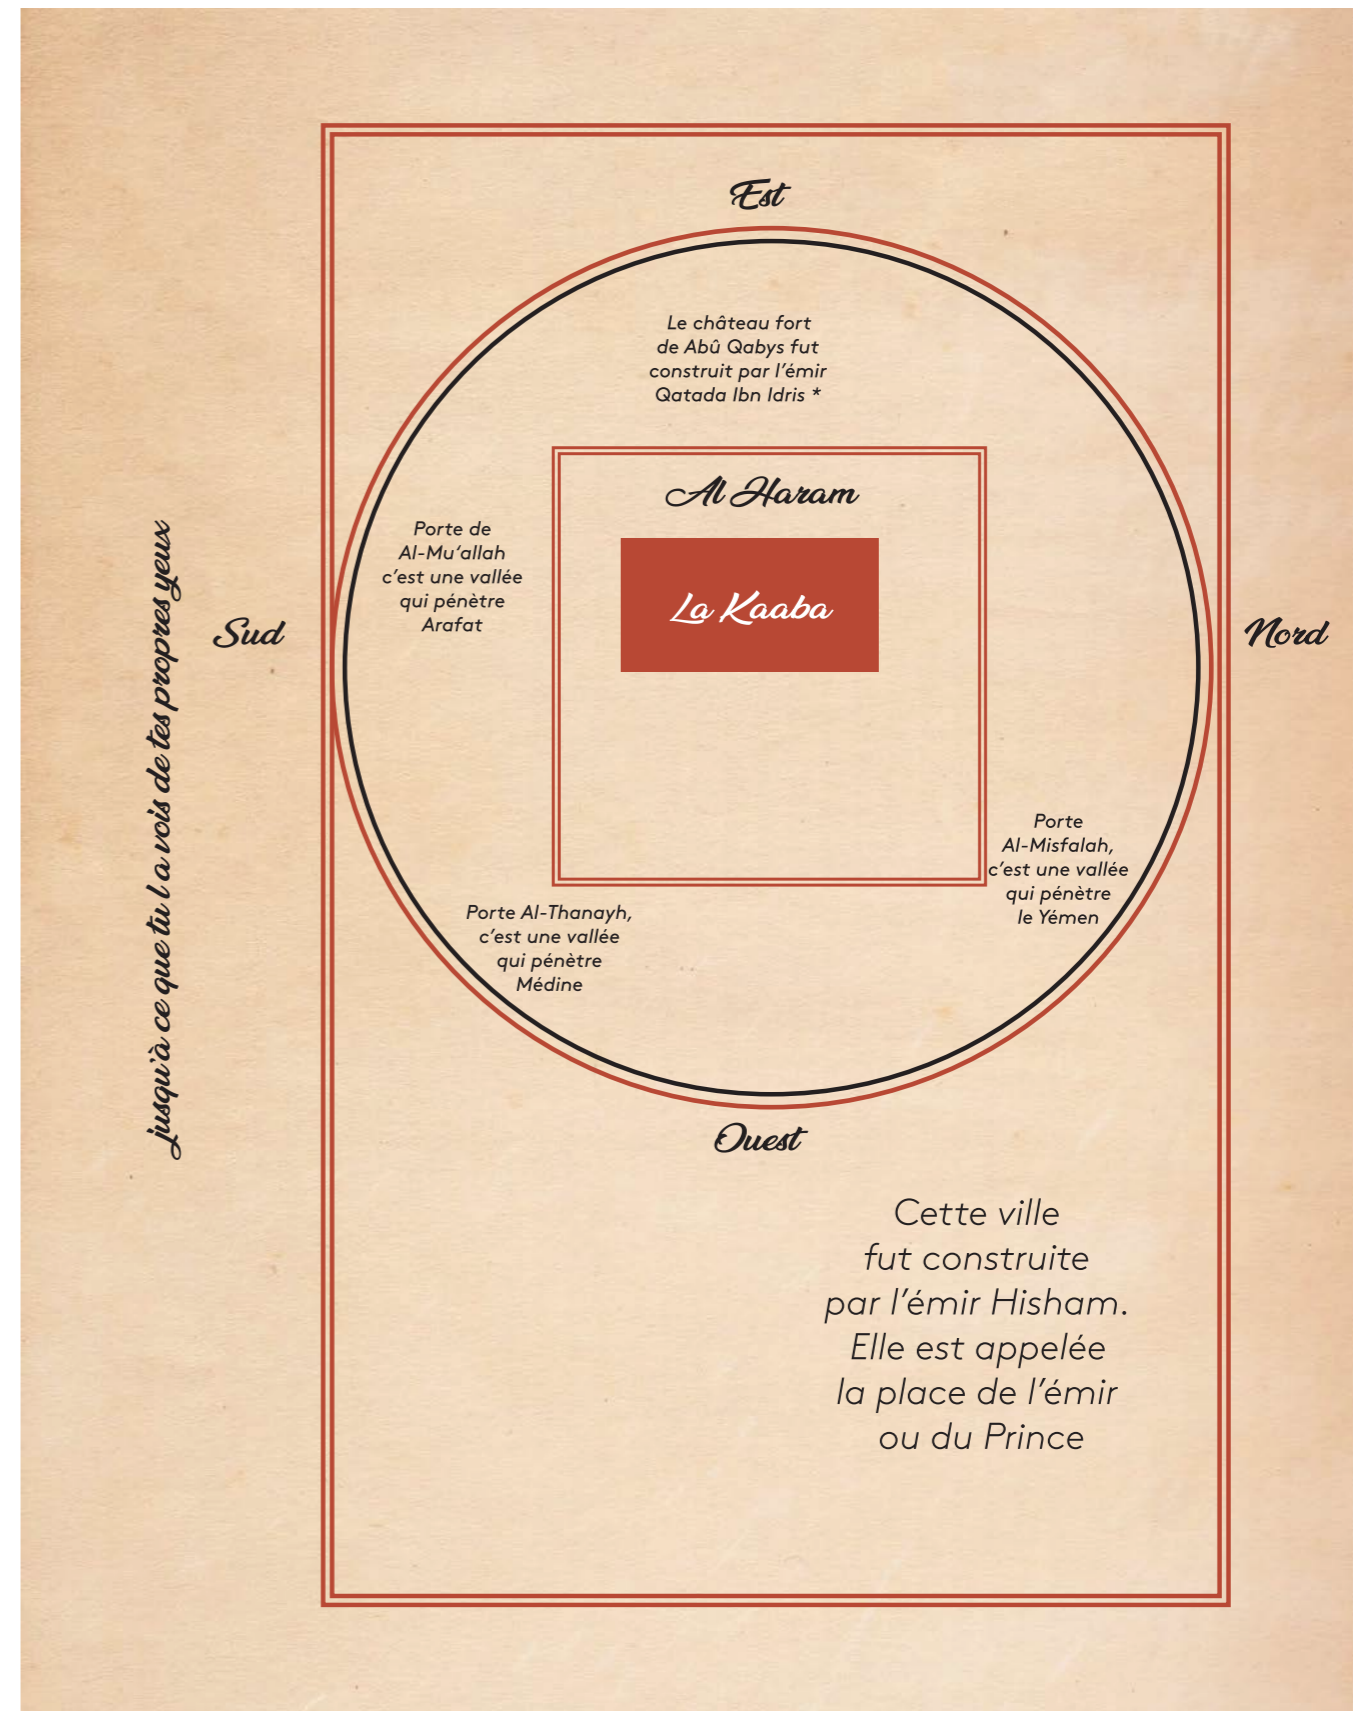 Est
Le château fort
de Abû Qabys fut
construit par l’émir
Qatada Ibn Idris *
Al Haram
La Kaaba
Porte de
Al-Mu‘allah
c’est une vallée
qui pénètre
Arafat
Sud
Nord
jusqu'à ce que tu l a vois de tes propres yeux
Porte
Al-Misfalah,
c’est une vallée
qui pénètre
le Yémen
Porte Al-Thanayh,
c’est une vallée
qui pénètre
Médine
Ouest
Cette ville
fut construite
par l’émir Hisham.
Elle est appelée
la place de l’émir
ou du Prince